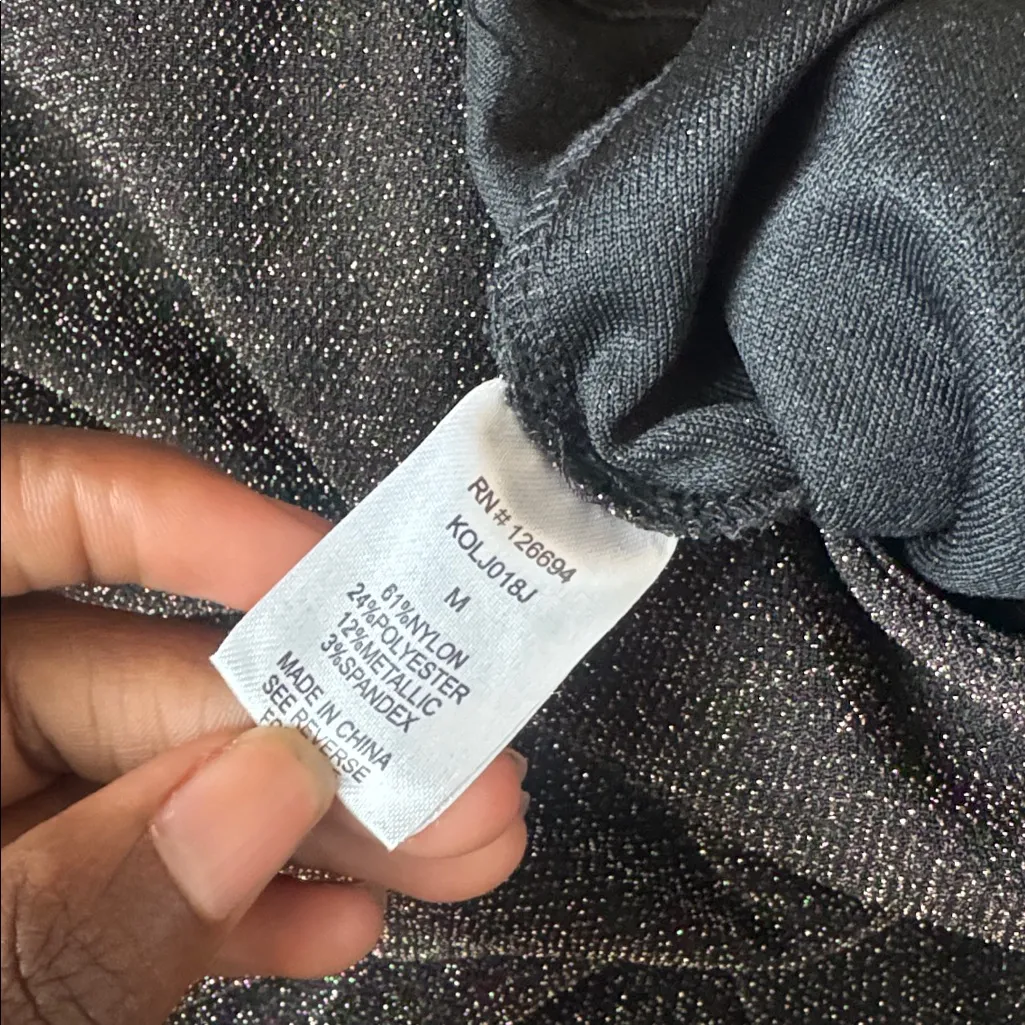 RN # 126694
KOLJ018J
M
61%NYLON
24%POLYESTER
12%METALLIC
3%SPANDEX
MADE IN CHINA
SEE REVERSE